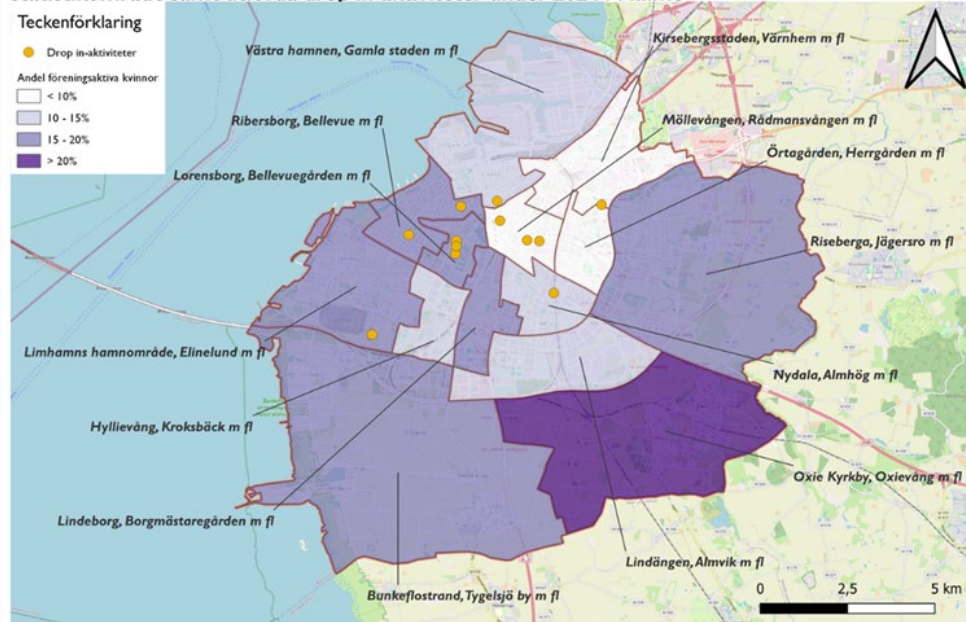 Teckenförklaring
Drop in-aktiviteter
Andel föreningsaktiva kvinnor
< 10%
10 - 15%
15 - 20%
> 20%
Västra hamnen, Gamla staden m fl
Kirsebergsstaden, Värnhem m fl
Ribersborg, Bellevue m fl
Möllevången, Rådmansvången m fl
Örtagården, Herrgården m fl
Lorensborg, Bellevuegården m fl
Riseberga, Jägersro m fl
Limhamns hamnområde, Elinelund m fl
Nydala, Almhög m fl
Hyllievång, Kroksbäck m fl
Oxie Kyrkby, Oxievång m fl
Lindeborg, Borgmästaregården m fl
Lindängen, Almvik m fl
Bunkeflostrand, Tygelsjö by m fl
0 2,5 5 km